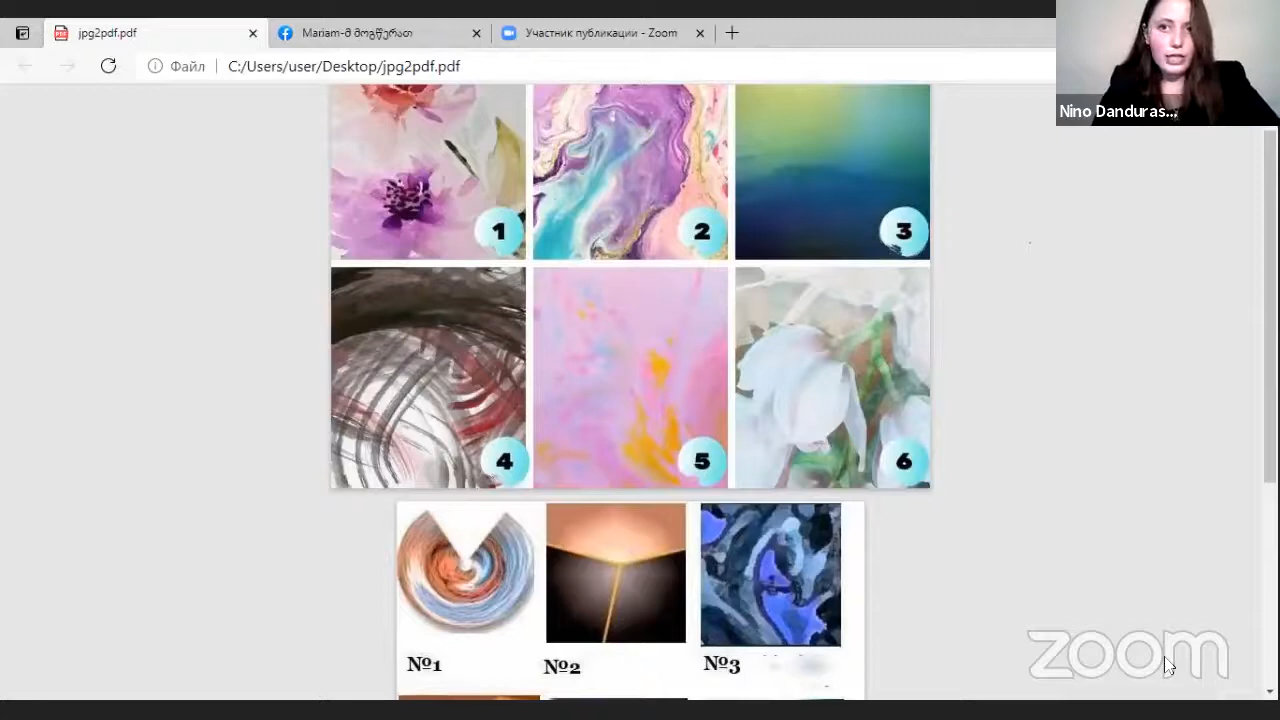 jpg2pdf.pdf
Mariam-მ მოგწერათ
Участник публикации - Zoom
Файл
C:/Users/user/Desktop/jpg2pdf.pdf
Nino Danduras...
1
2
3
4
5
6
№1
№2
№3
zoom